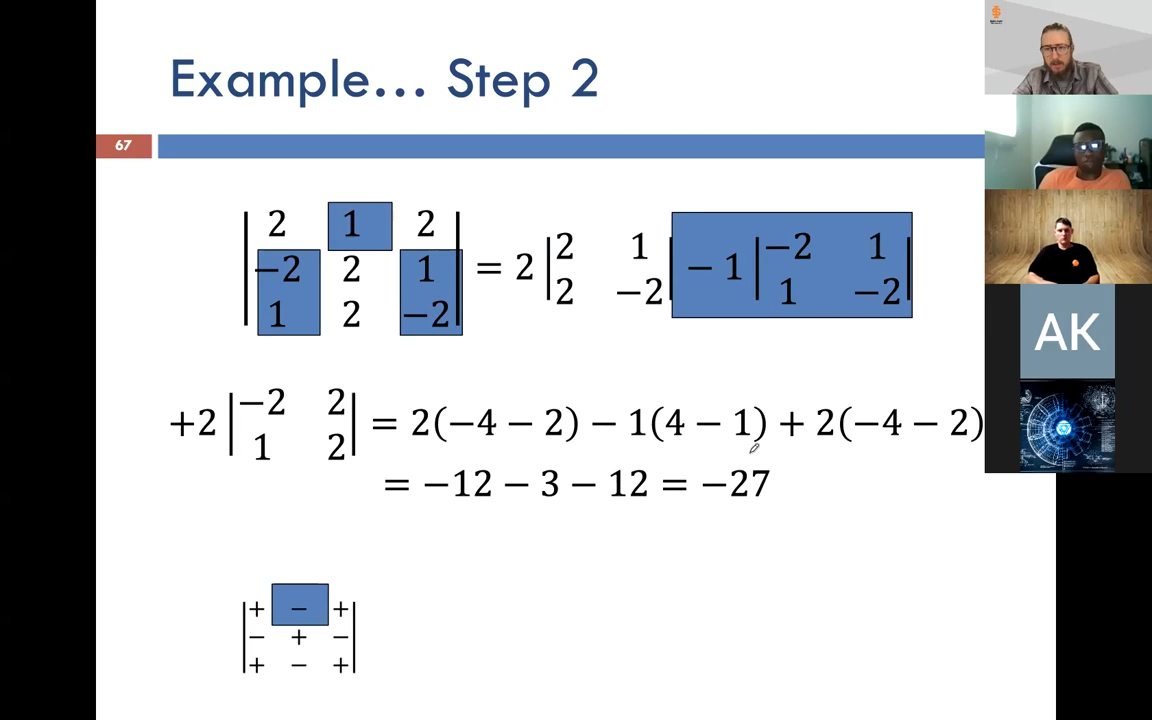 Example… Step 2
67
|2 1 2|
|−2 2 1| = 2 |2 1| − 1 |−2 1|
|1 2 −2| |2 −2| |1 −2|
+2 |−2 2| = 2(−4 − 2) − 1(4 − 1) + 2(−4 − 2)
|1 2|
= −12 − 3 − 12 = −27
|+ − +|
|− + −|
|+ − +|
AK